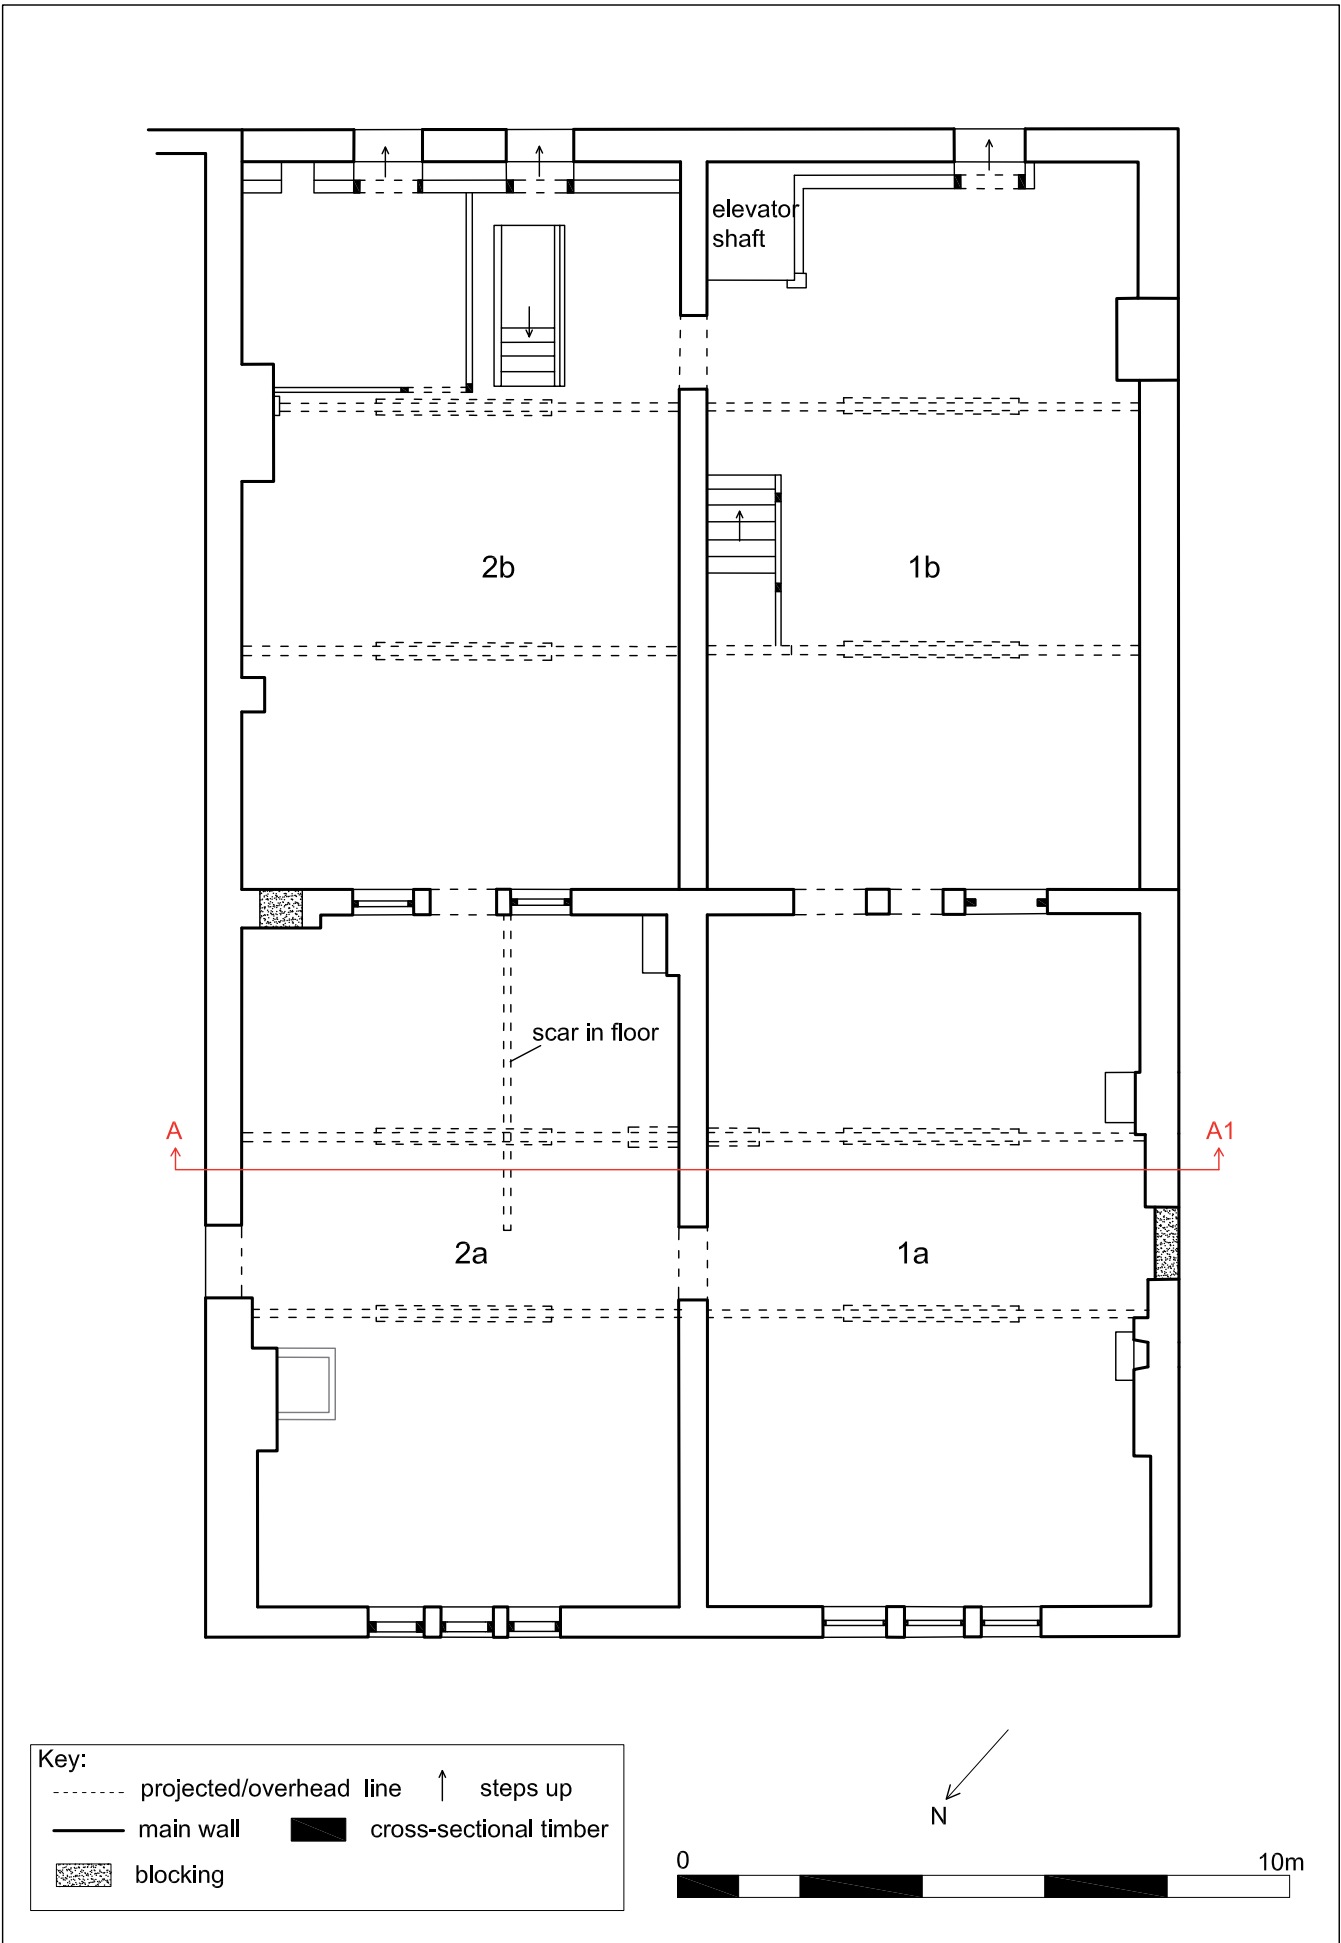 elevator
shaft
2b
1b
scar in floor
A
A1
2a
1a
Key:
projected/overhead line
steps up
main wall
cross-sectional timber
blocking
N
0
10m